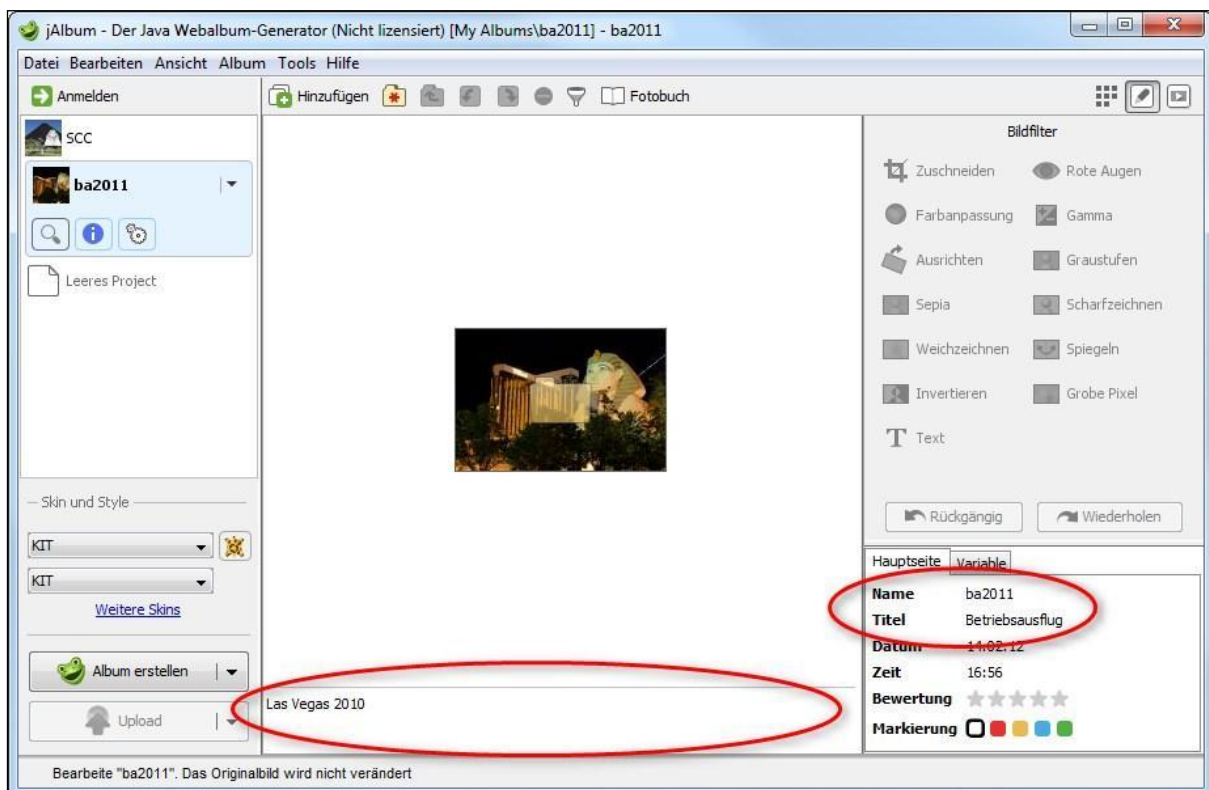 jAlbum - Der Java Webalbum-Generator (Nicht lizensiert) [My Albums\ba2011] - ba2011
Datei Bearbeiten Ansicht Album Tools Hilfe
Anmelden
Hinzufügen
Fotobuch
SCC
ba2011
Leeres Project
Skin und Style
KIT
KIT
Weitere Skins
Album erstellen
Upload
Las Vegas 2010
Bildfilter
Zuschneiden Rote Augen
Farbanpassung Gamma
Ausrichten Graustufen
Sepia Scharfzeichnen
Weichzeichnen Spiegeln
Invertieren Grobe Pixel
T Text
Rückgängig Wiederholen
Hauptseite Variable
Name ba2011
Titel Betriebsausflug
Datum 14.02.12
Zeit 16:56
Bewertung
Markierung
Bearbeite "ba2011". Das Originalbild wird nicht verändert